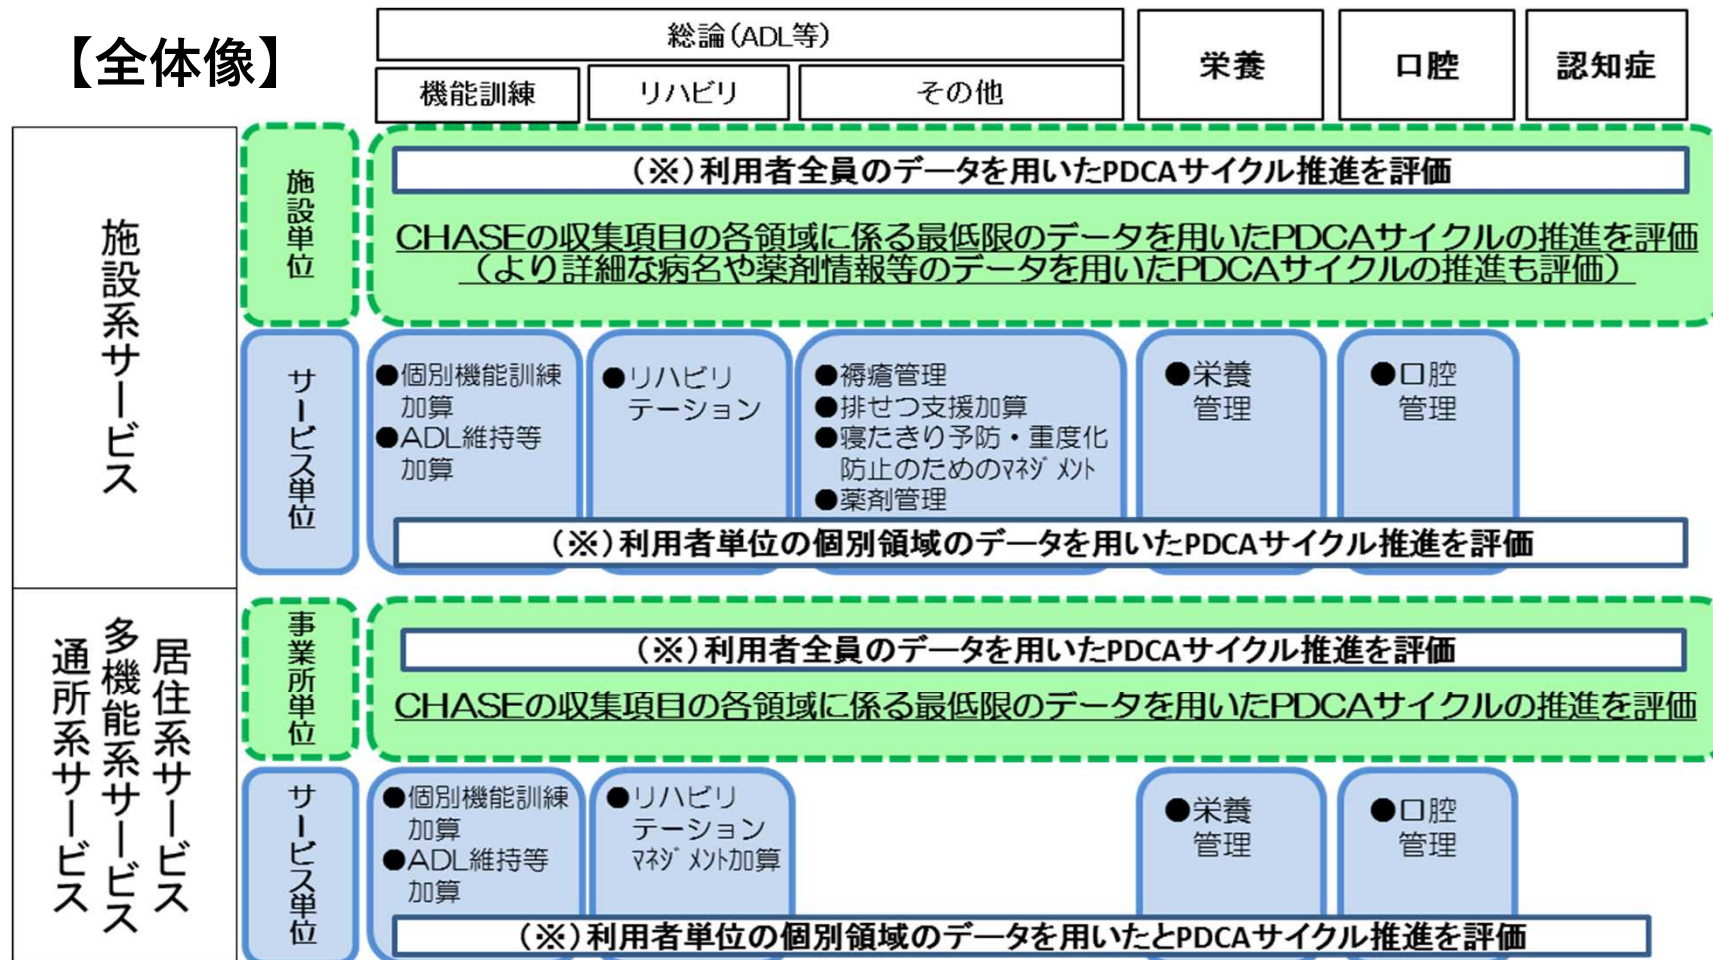 【全体像】
総論(ADL等)
機能訓練
リハビリ
その他
栄養
口腔
認知症
施設系サービス
施設単位
(※)利用者全員のデータを用いたPDCAサイクル推進を評価
CHASEの収集項目の各領域に係る最低限のデータを用いたPDCAサイクルの推進を評価
(より詳細な病名や薬剤情報等のデータを用いたPDCAサイクルの推進も評価)
サービス単位
●個別機能訓練
加算
●ADL維持等
加算
●リハビリ
テーション
●褥瘡管理
●排せつ支援加算
●寝たきり予防・重度化
防止のためのﾏﾈｼﾞﾒﾝﾄ
●薬剤管理
●栄養
管理
●口腔
管理
(※)利用者単位の個別領域のデータを用いたPDCAサイクル推進を評価
居住系サービス
多機能系サービス
通所系サービス
事業所単位
(※)利用者全員のデータを用いたPDCAサイクル推進を評価
CHASEの収集項目の各領域に係る最低限のデータを用いたPDCAサイクルの推進を評価
サービス単位
●個別機能訓練
加算
●ADL維持等
加算
●リハビリ
テーション
ﾏﾈｼﾞﾒﾝﾄ加算
●栄養
管理
●口腔
管理
(※)利用者単位の個別領域のデータを用いたとPDCAサイクル推進を評価